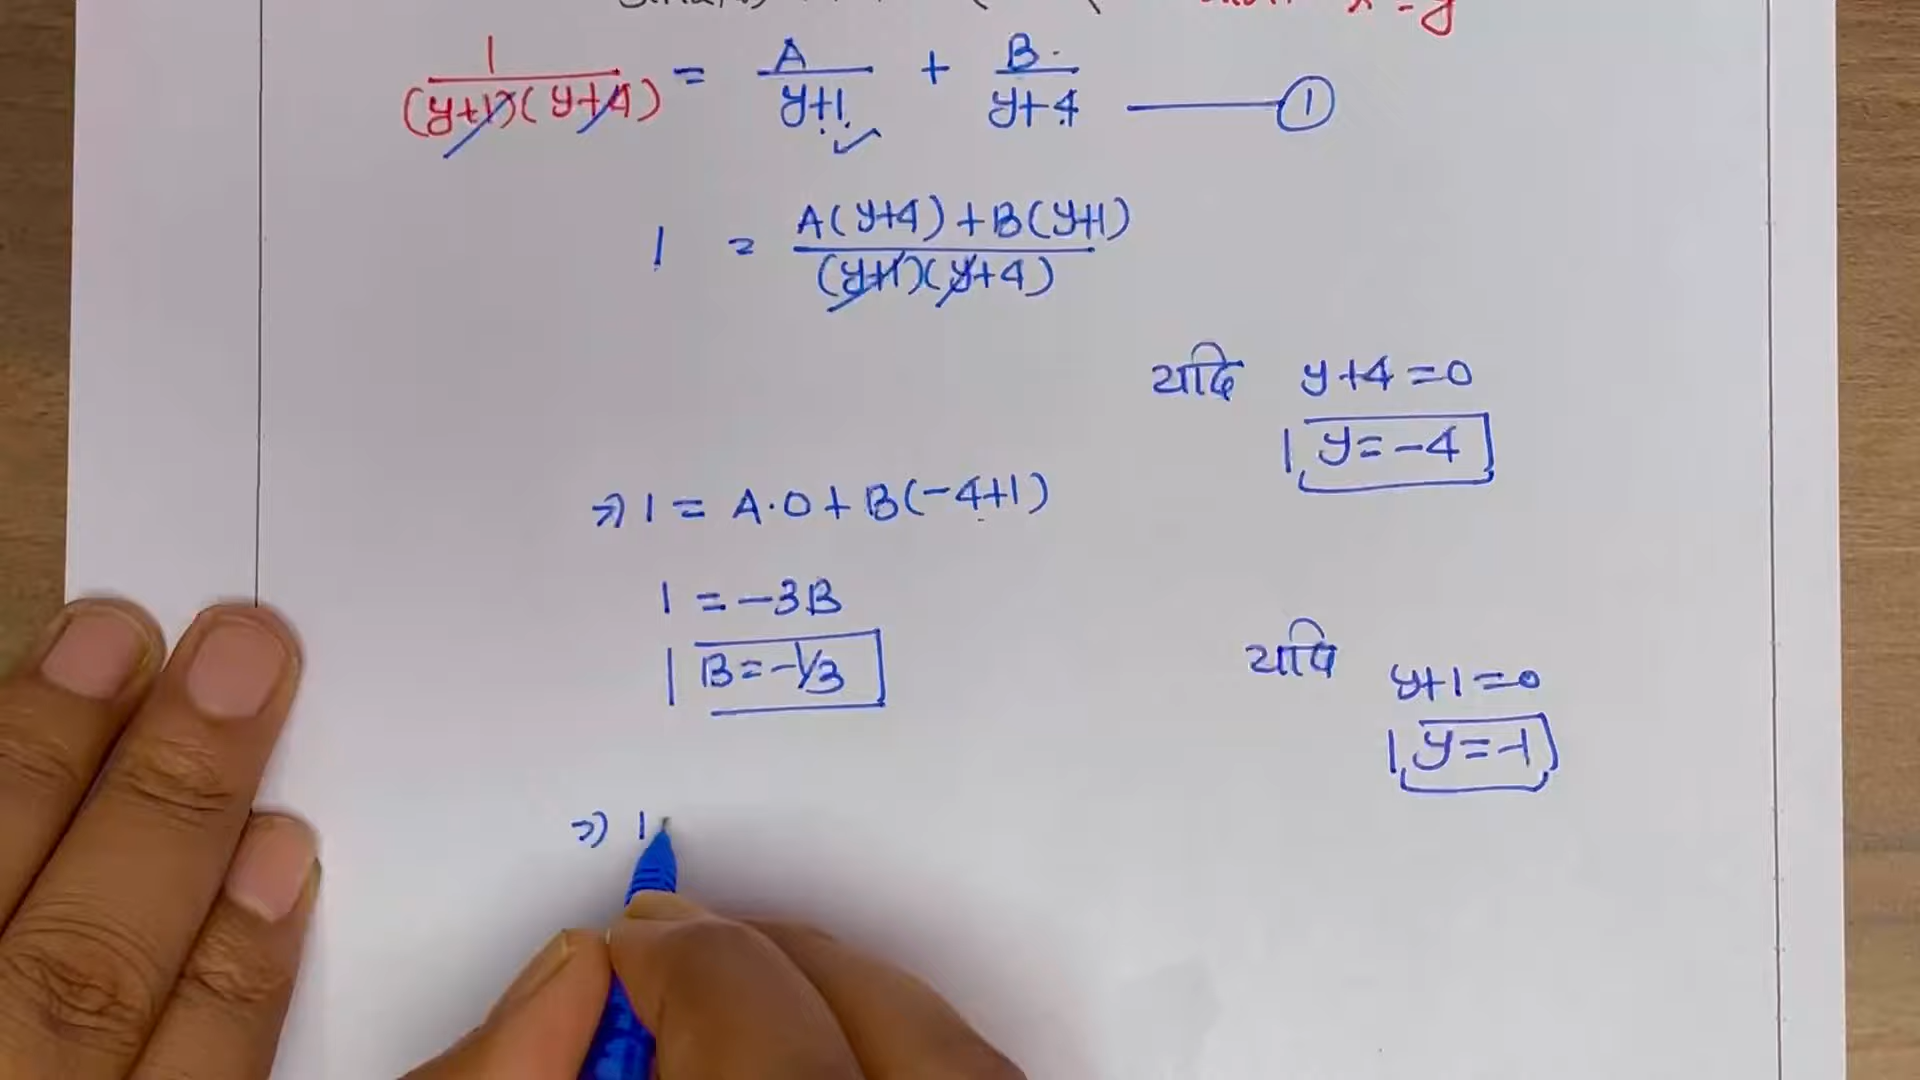 x = y
1/((y+1)(y+4)) = A/(y+1) + B/(y+4) —— ①
1 = (A(y+4) + B(y+1))/((y+1)(y+4))
यदि y+4=0
y=-4
⇒ 1 = A·0 + B(-4+1)
1 = -3B
B = -1/3
यदि y+1=0
y=-1
⇒ 1